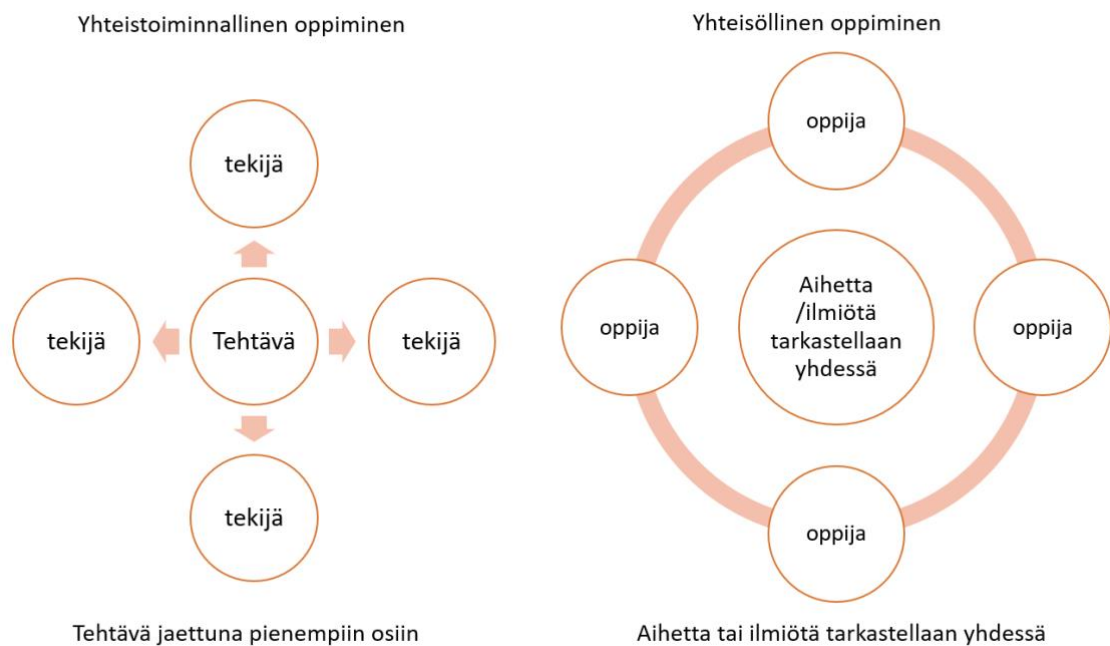 Yhteistoiminnallinen oppiminen
tekijä
tekijä
Tehtävä
tekijä
tekijä
Tehtävä jaettuna pienempiin osiin
Yhteisöllinen oppiminen
oppija
oppija
Aihetta
/ilmiötä
tarkastellaan
yhdessä
oppija
oppija
Aihetta tai ilmiötä tarkastellaan yhdessä